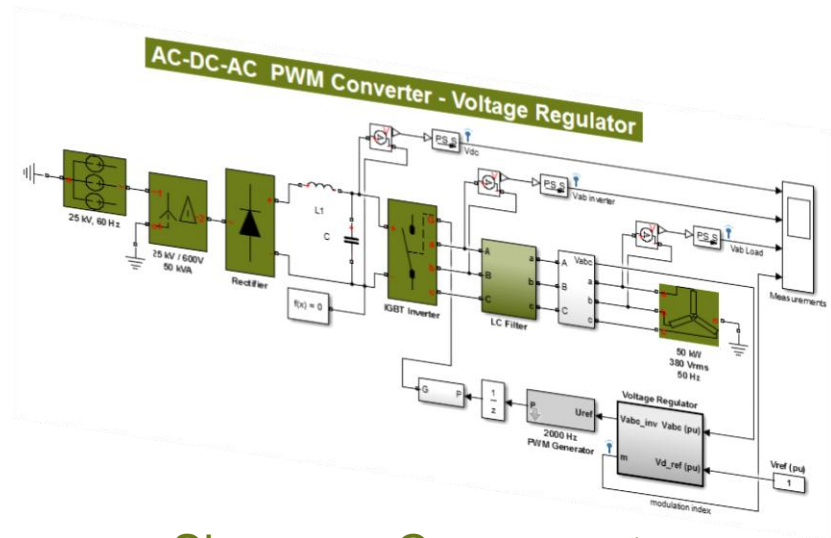 AC-DC-AC PWM Converter - Voltage Regulator
25 kV, 60 Hz
1
2
25 kV / 600V
50 kVA
Rectifier
L1
C
f(x) = 0
V
PS S
Vdc
V
PS S
Vab inverter
V
PS S
Vab Load
Measurements
G
a
b
c
IGBT Inverter
A
B
C
a
b
c
LC Filter
A
B
C
Vabc
a
b
c
50 kW
380 Vrms
50 Hz
G
P
1
z
P
Uref
2000 Hz
PWM Generator
Voltage Regulator
Vabc_inv
Vabc (pu)
m
Vd_ref (pu)
Vref (pu)
1
modulation index